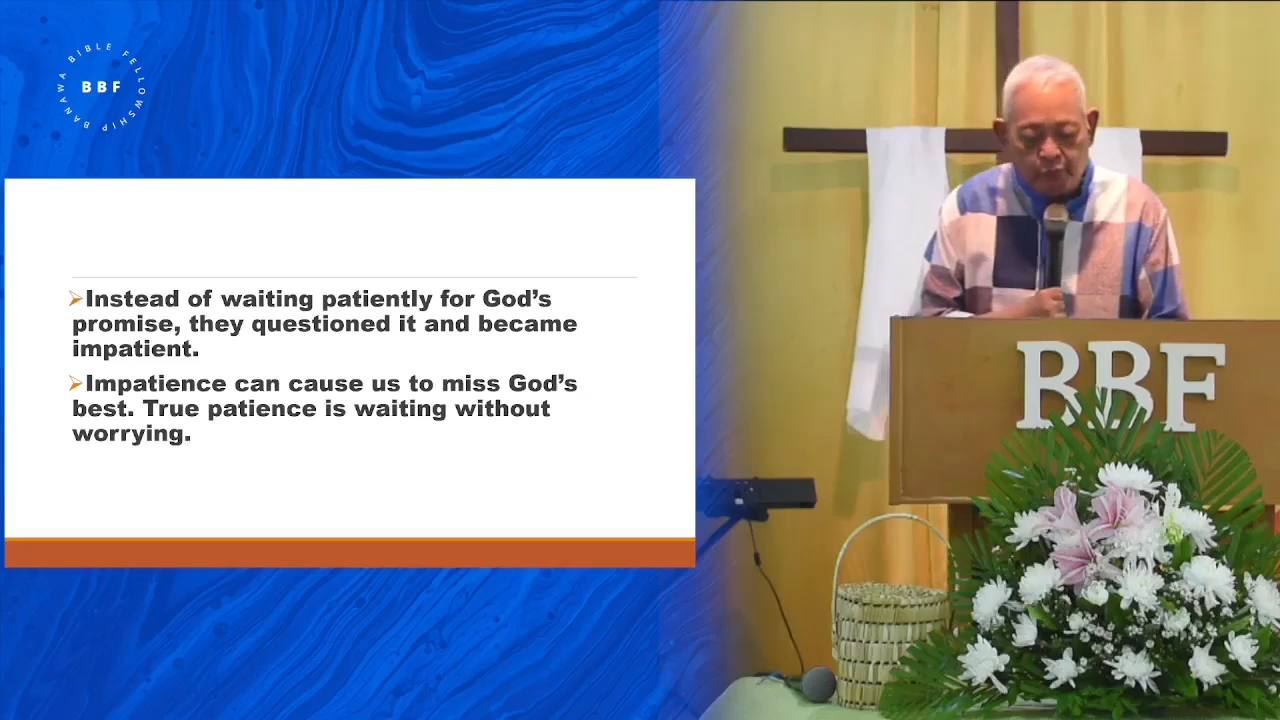 BANAWA BIBLE FELLOWSHIP
BBF
➢Instead of waiting patiently for God’s
promise, they questioned it and became
impatient.
➢Impatience can cause us to miss God’s
best. True patience is waiting without
worrying.
BBF